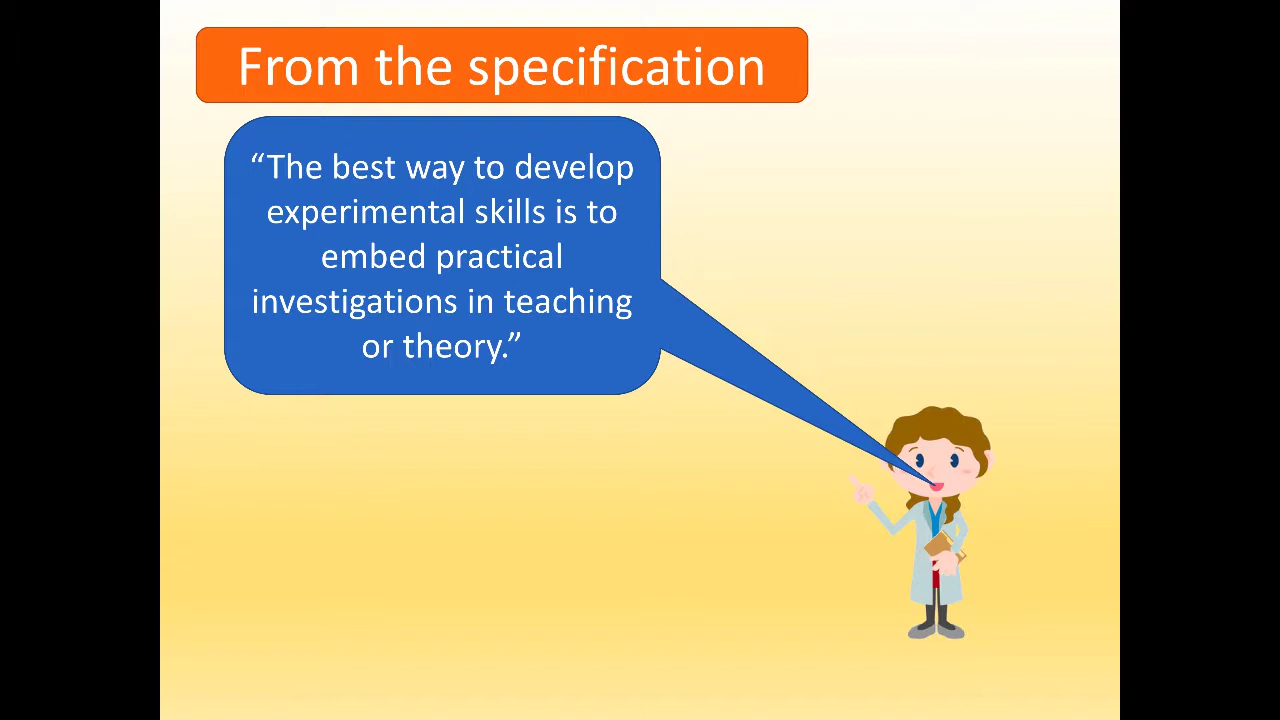 From the specification
“The best way to develop
experimental skills is to
embed practical
investigations in teaching
or theory.”